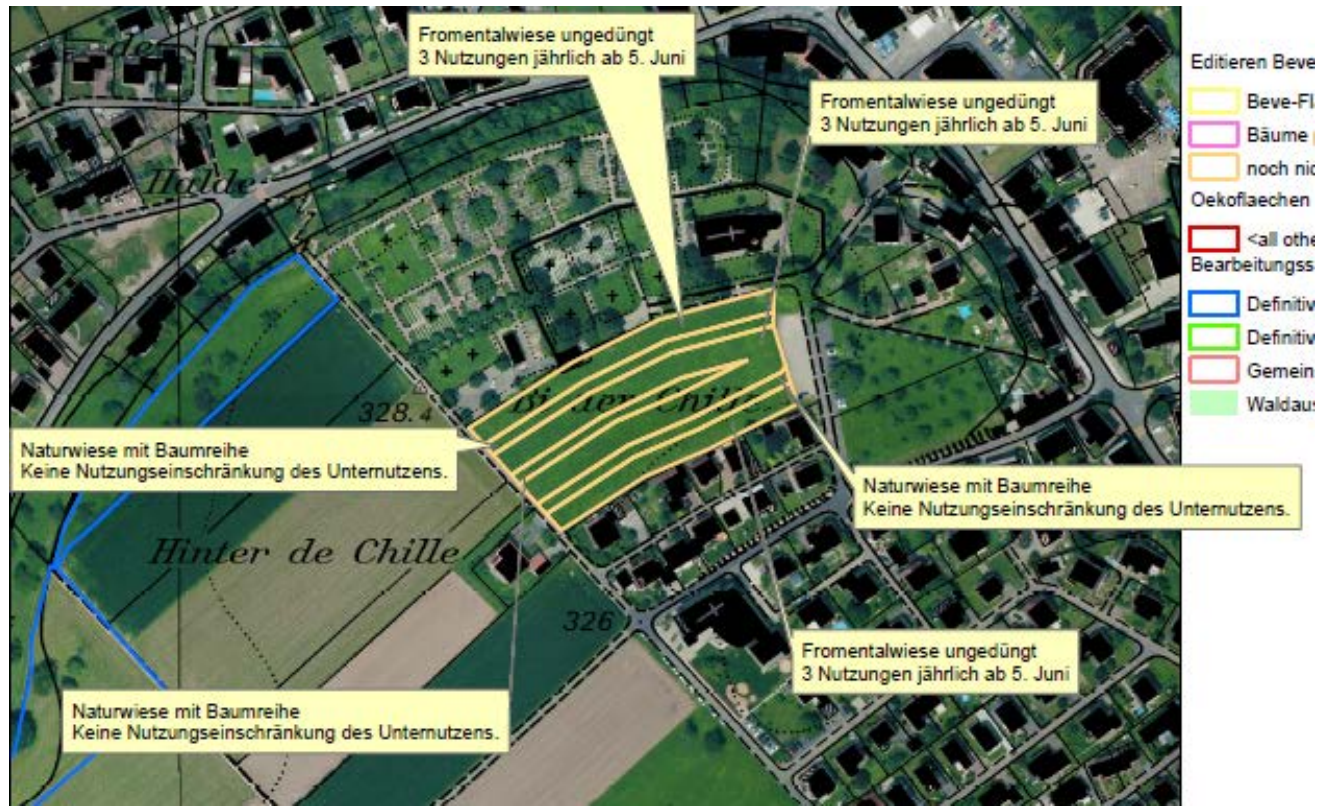 Fromentalwiese ungedüngt
3 Nutzungen jährlich ab 5. Juni
Fromentalwiese ungedüngt
3 Nutzungen jährlich ab 5. Juni
Halde
328.4
Naturwiese mit Baumreihe
Keine Nutzungseinschränkung des Unternutzens.
Naturwiese mit Baumreihe
Keine Nutzungseinschränkung des Unternutzens.
Hinter de Chille
326
Fromentalwiese ungedüngt
3 Nutzungen jährlich ab 5. Juni
Naturwiese mit Baumreihe
Keine Nutzungseinschränkung des Unternutzens.
Editieren Beve
Beve-Fl
Bäume
noch nic
Oekoflaechen
<all othe
Bearbeitungss
Definitiv
Definitiv
Gemein
Waldaus